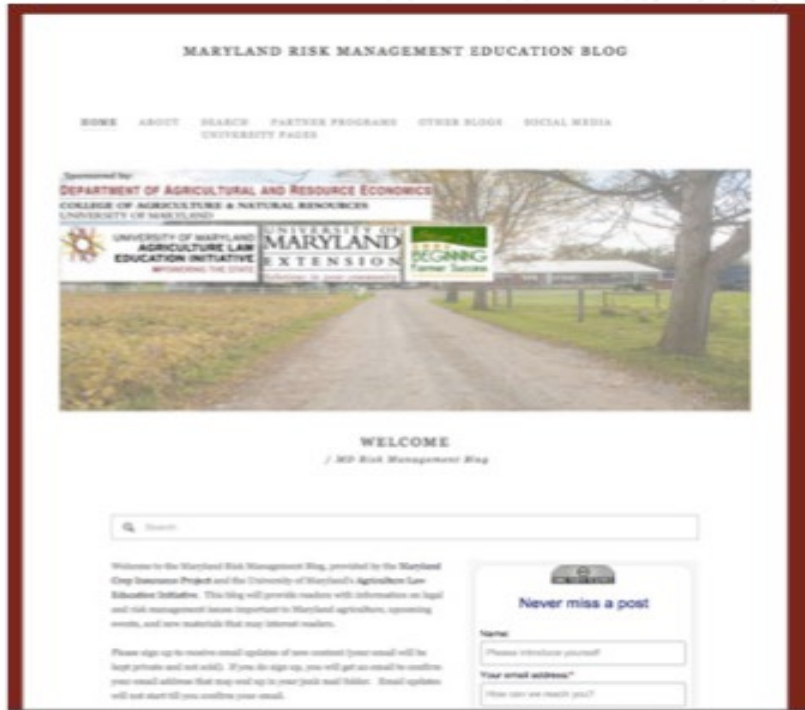 MARYLAND RISK MANAGEMENT EDUCATION BLOG
HOME ABOUT SEARCH PARTNER PROGRAMS OTHER BLOGS SOCIAL MEDIA
UNIVERSITY PAGES
Sponsored by:
DEPARTMENT OF AGRICULTURAL AND RESOURCE ECONOMICS
COLLEGE OF AGRICULTURE & NATURAL RESOURCES
UNIVERSITY OF MARYLAND
UNIVERSITY OF MARYLAND
AGRICULTURE LAW
EDUCATION INITIATIVE
MPOWERING THE STATE
UNIVERSITY OF
MARYLAND
EXTENSION
Solutions in your community
BEGINNING
Farmer Success
WELCOME
/ MD Risk Management Blog
Search
Welcome to the Maryland Risk Management Blog, provided by the Maryland
Crop Insurance Project and the University of Maryland's Agriculture Law
Education Initiative. This blog will provide readers with information on legal
and risk management issues important to Maryland agriculture, upcoming
events, and new materials that may interest readers.
Please sign up to receive email updates of new content (your email will be
kept private and not sold). If you do sign up, you will get an email to confirm
your email address that may end up in your junk mail folder. Email updates
will not start till you confirm your email.
Never miss a post
Name:
Please introduce yourself
Your email address:*
How can we reach you?